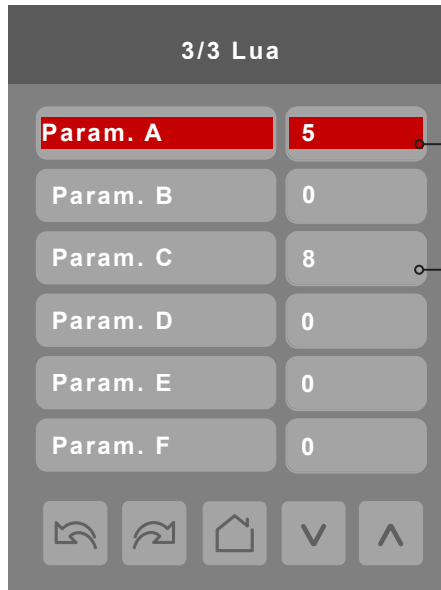 3/3 Lua
Param. A 5
Param. B 0
Param. C 8
Param. D 0
Param. E 0
Param. F 0